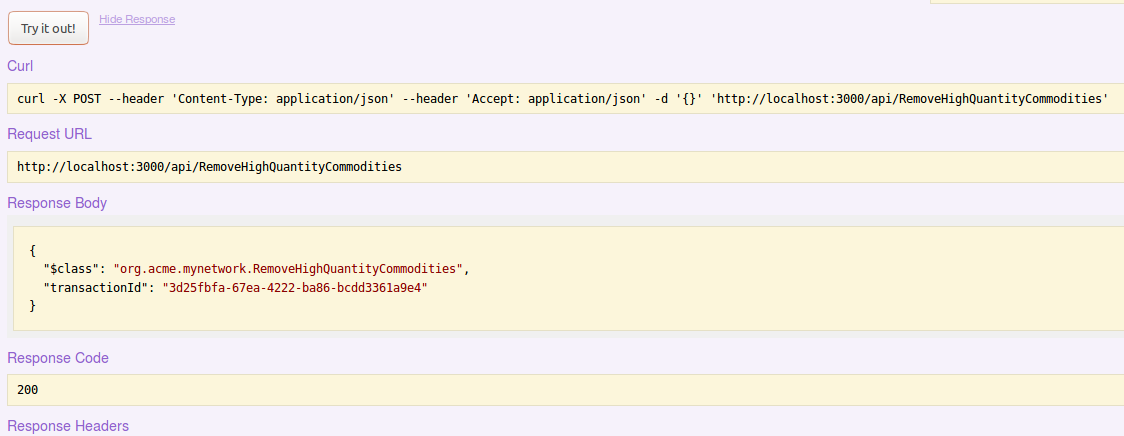 Try it out! Hide Response
Curl
curl -X POST --header 'Content-Type: application/json' --header 'Accept: application/json' -d '{}' 'http://localhost:3000/api/RemoveHighQuantityCommodities'
Request URL
http://localhost:3000/api/RemoveHighQuantityCommodities
Response Body
{
  "$class": "org.acme.mynetwork.RemoveHighQuantityCommodities",
  "transactionId": "3d25fbfa-67ea-4222-ba86-bcdd3361a9e4"
}
Response Code
200
Response Headers